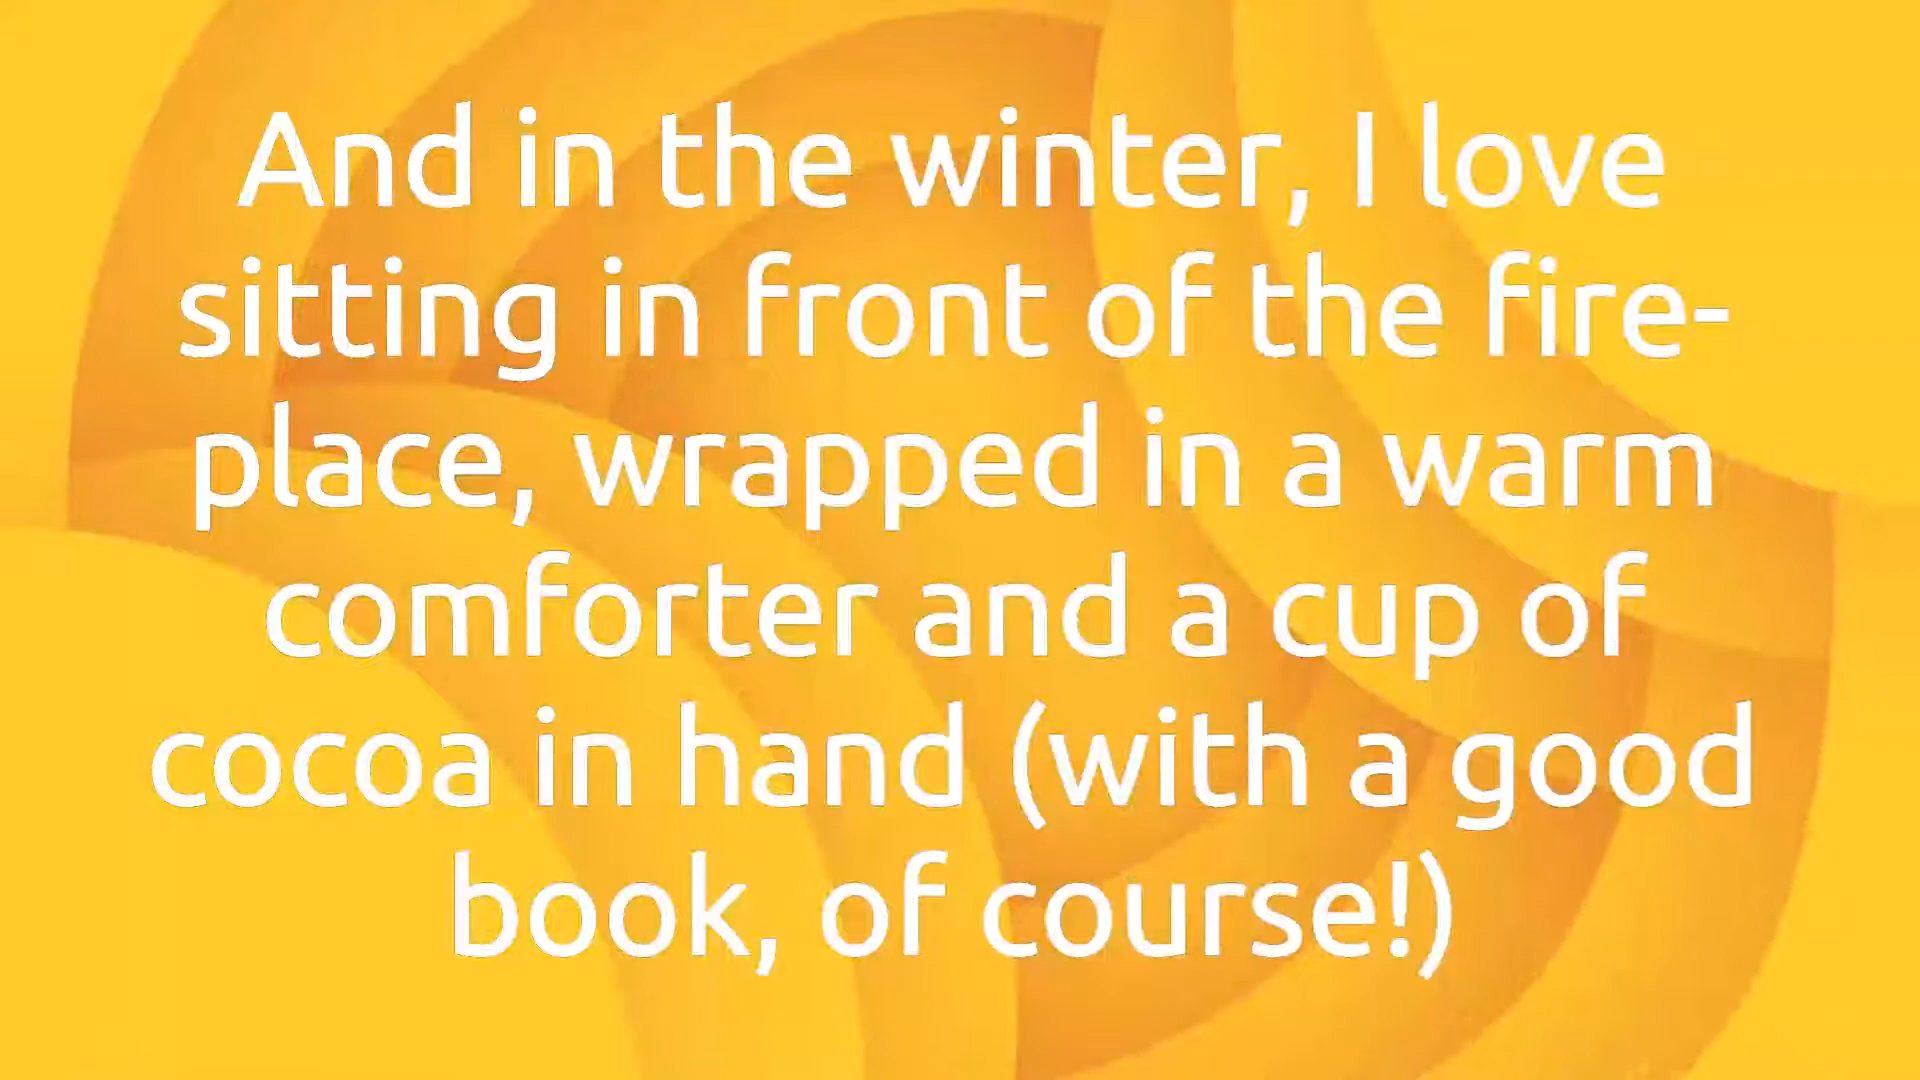 And in the winter, I love
sitting in front of the fire-
place, wrapped in a warm
comforter and a cup of
cocoa in hand (with a good
book, of course!)